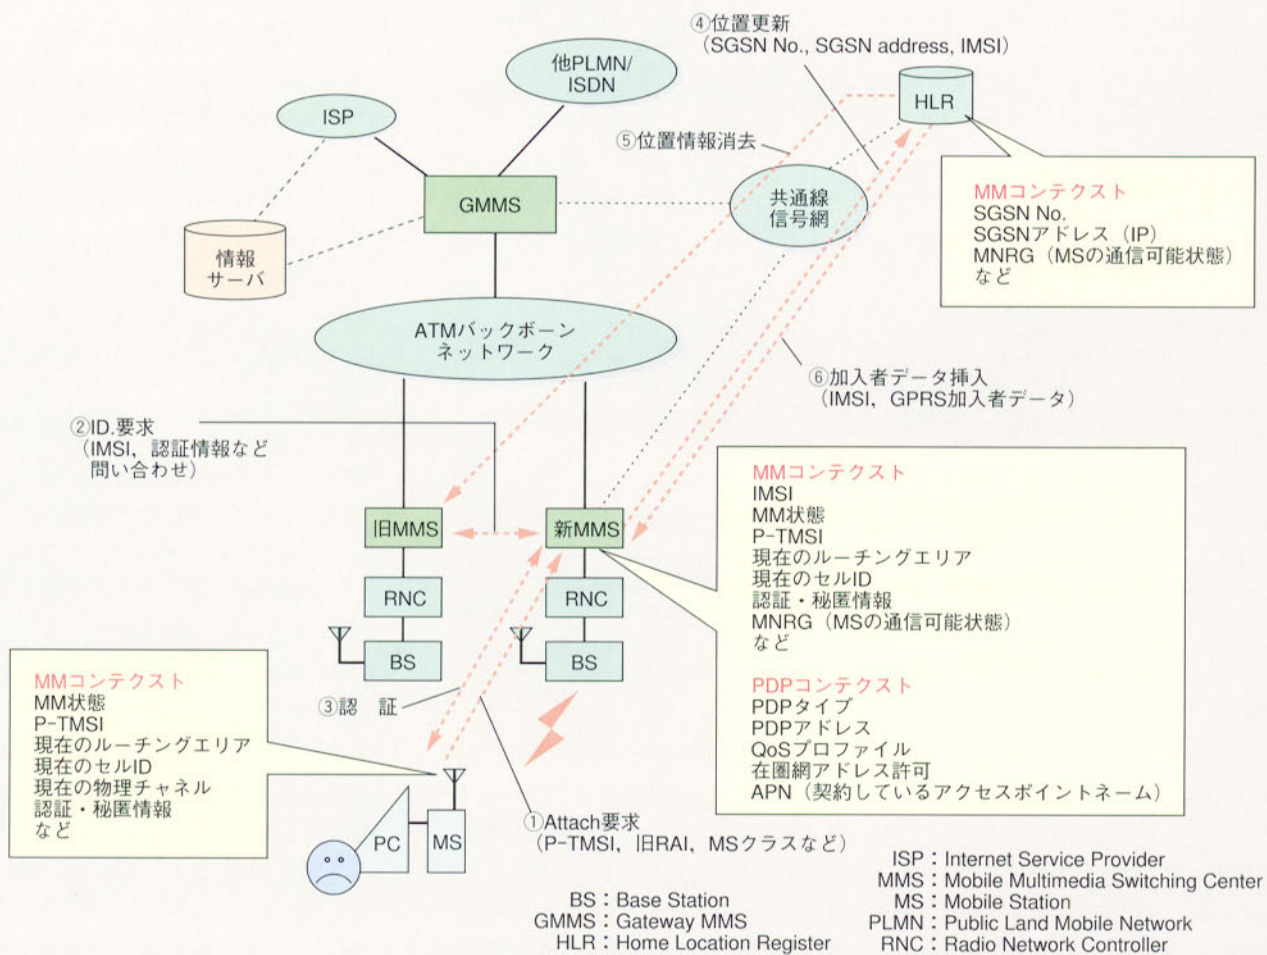 ④位置更新
（SGSN No., SGSN address, IMSI）
他PLMN/
ISDN
HLR
ISP
⑤位置情報消去
GMMS
共通線
信号網
MMコンテクスト
SGSN No.
SGSNアドレス（IP）
MNRG（MSの通信可能状態）
など
情報
サーバ
ATMバックボーン
ネットワーク
⑥加入者データ挿入
（IMSI，GPRS加入者データ）
②ID.要求
（IMSI，認証情報など
問い合わせ）
旧MMS
新MMS
MMコンテクスト
IMSI
MM状態
P-TMSI
現在のルーチングエリア
現在のセルID
認証・秘匿情報
MNRG（MSの通信可能状態）
など
PDPコンテクスト
PDPタイプ
PDPアドレス
QoSプロファイル
在圏網アドレス許可
APN（契約しているアクセスポイントネーム）
RNC
RNC
BS
BS
③認　証
MMコンテクスト
MM状態
P-TMSI
現在のルーチングエリア
現在のセルID
現在の物理チャネル
認証・秘匿情報
など
PC
MS
①Attach要求
（P-TMSI，旧RAI，MSクラスなど）
BS：Base Station
GMMS：Gateway MMS
HLR：Home Location Register
ISP：Internet Service Provider
MMS：Mobile Multimedia Switching Center
MS：Mobile Station
PLMN：Public Land Mobile Network
RNC：Radio Network Controller